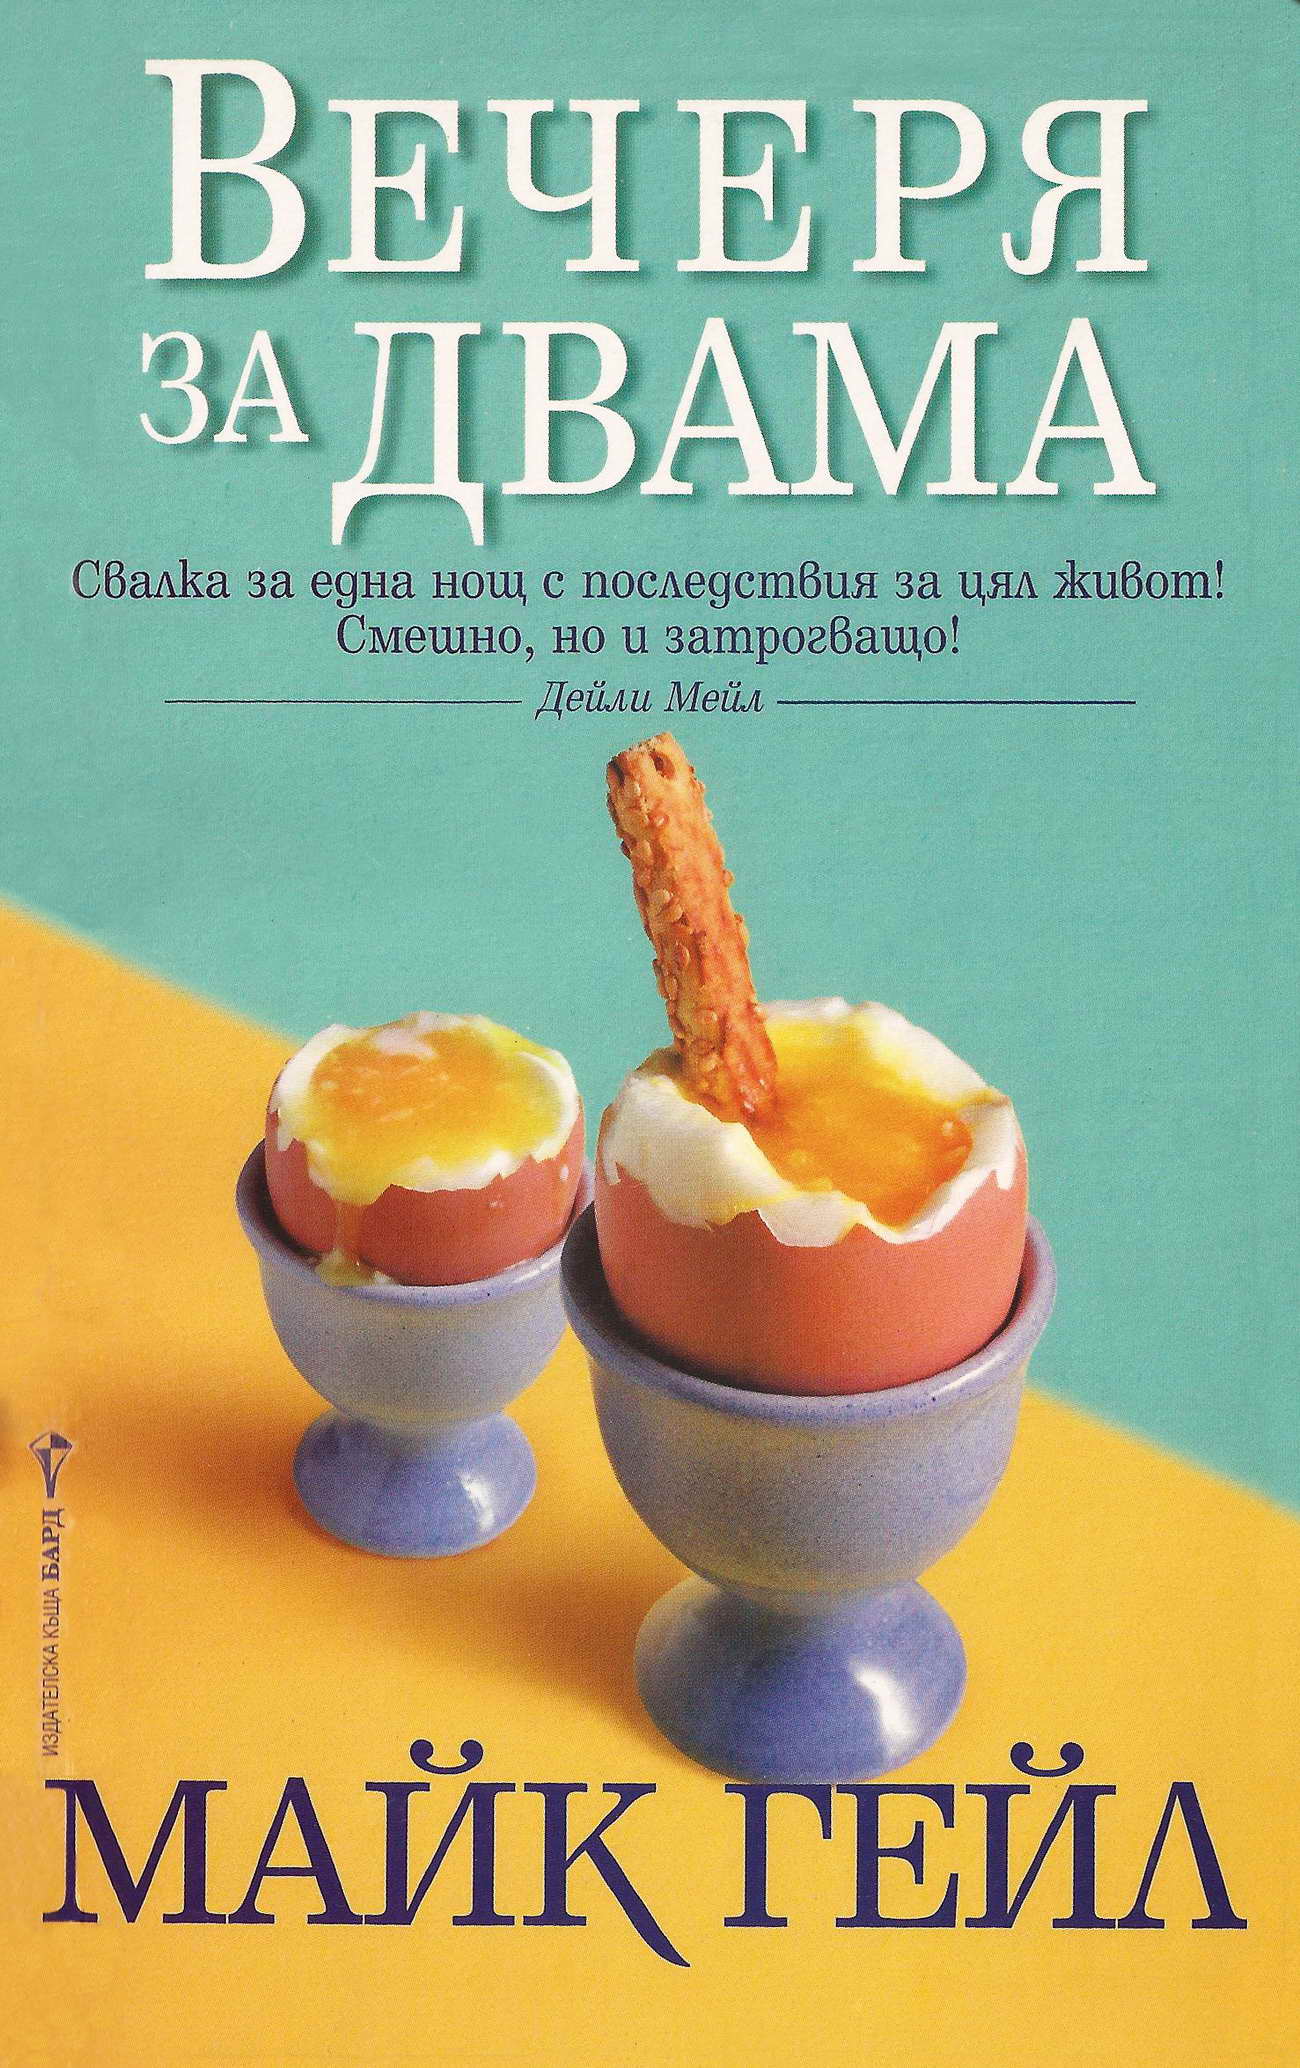 ВЕЧЕРЯ
ЗА ДВАМА
Свалка за една нощ с последствия за цял живот!
Смешно, но и затрогващо!
Дейли Мейл
ИЗДАТЕЛСКА КЪЩА БАРД
МАЙК ГЕЙЛ